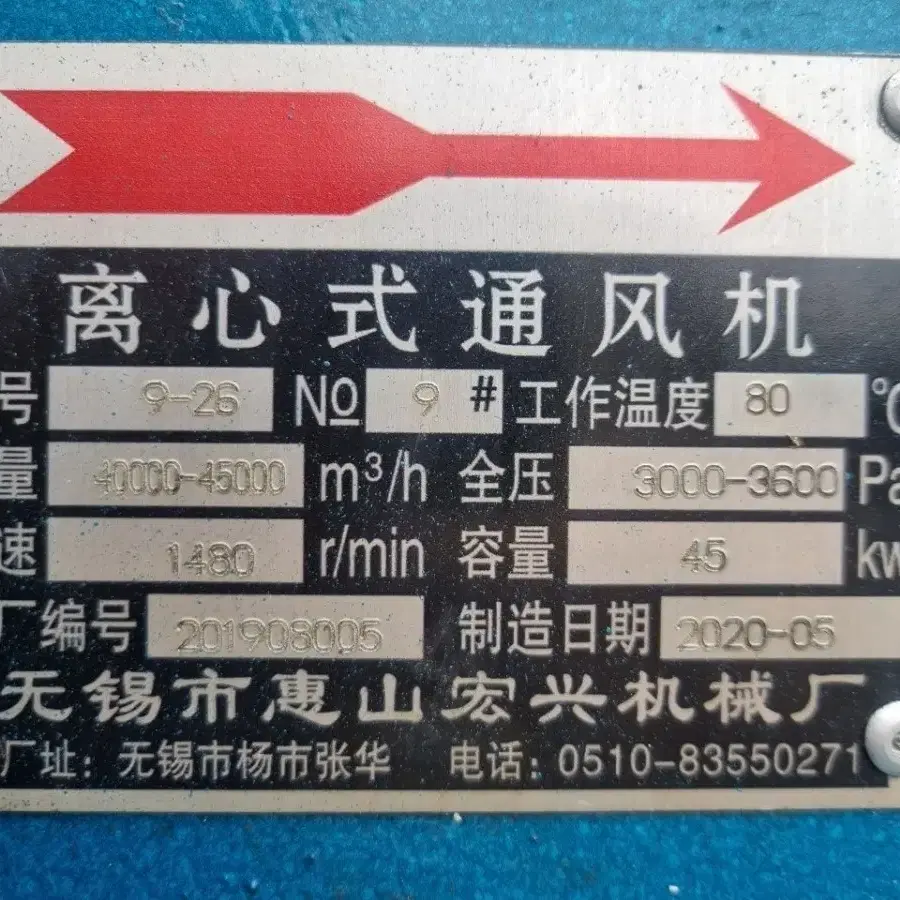 离心式通风机
号 9-26 № 9 # 工作温度 80 ℃
量 40000-45000 m³/h 全压 3000-3600 Pa
速 1480 r/min 容量 45 kw
厂编号 201908005 制造日期 2020-05
无锡市惠山宏兴机械厂
厂址：无锡市杨市张华 电话：0510-83550271